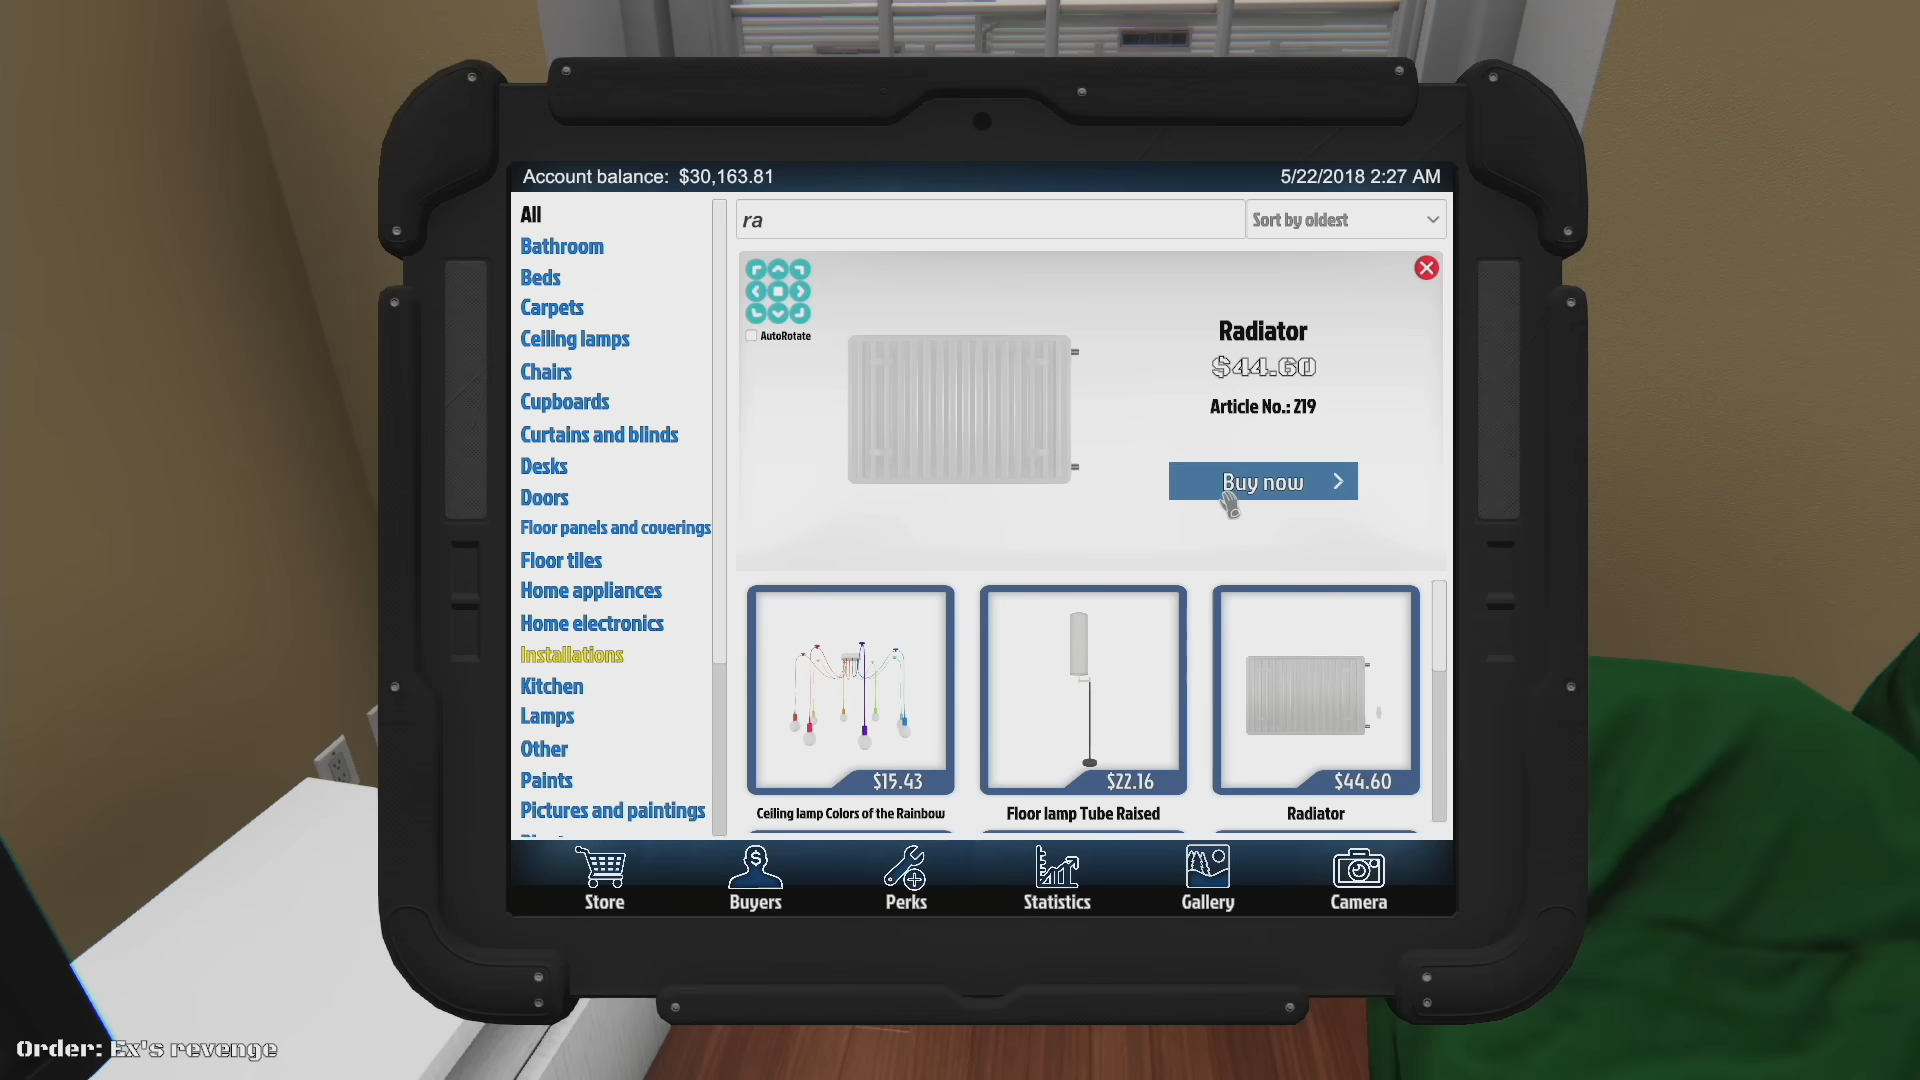 Account balance: $30,163.81
5/22/2018 2:27 AM
All
Bathroom
Beds
Carpets
Ceiling lamps
Chairs
Cupboards
Curtains and blinds
Desks
Doors
Floor panels and coverings
Floor tiles
Home appliances
Home electronics
Installations
Kitchen
Lamps
Other
Paints
Pictures and paintings
ra
Sort by oldest
AutoRotate
Radiator
$44.60
Article No.: 219
Buy now
$15.43
$22.16
$44.60
Ceiling lamp Colors of the Rainbow
Floor lamp Tube Raised
Radiator
Store
Buyers
Perks
Statistics
Gallery
Camera
Order: Ex's revenge